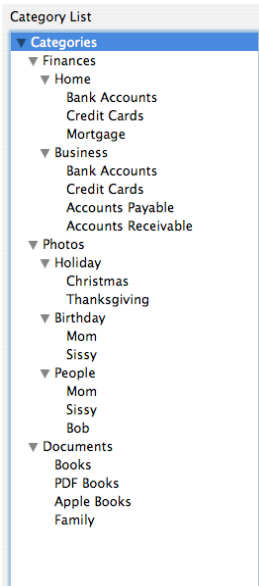 Category List
Categories
Finances
Home
Bank Accounts
Credit Cards
Mortgage
Business
Bank Accounts
Credit Cards
Accounts Payable
Accounts Receivable
Photos
Holiday
Christmas
Thanksgiving
Birthday
Mom
Sissy
People
Mom
Sissy
Bob
Documents
Books
PDF Books
Apple Books
Family